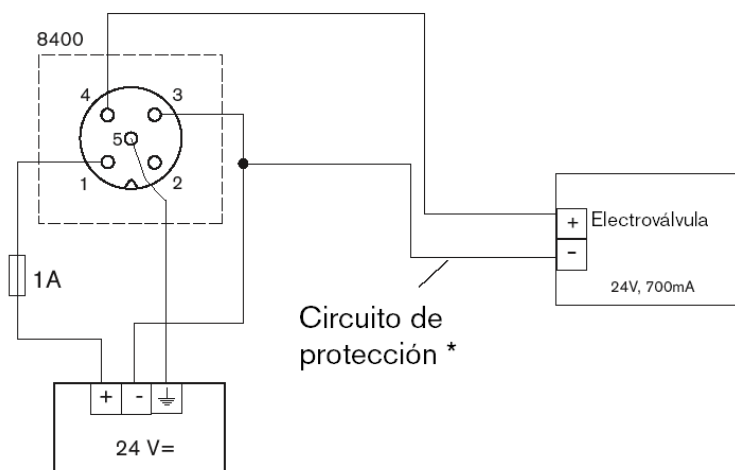 8400
4
3
5
1
2
1A
+
-
Electroválvula
24V, 700mA
Circuito de
protección *
+
-
24 V=